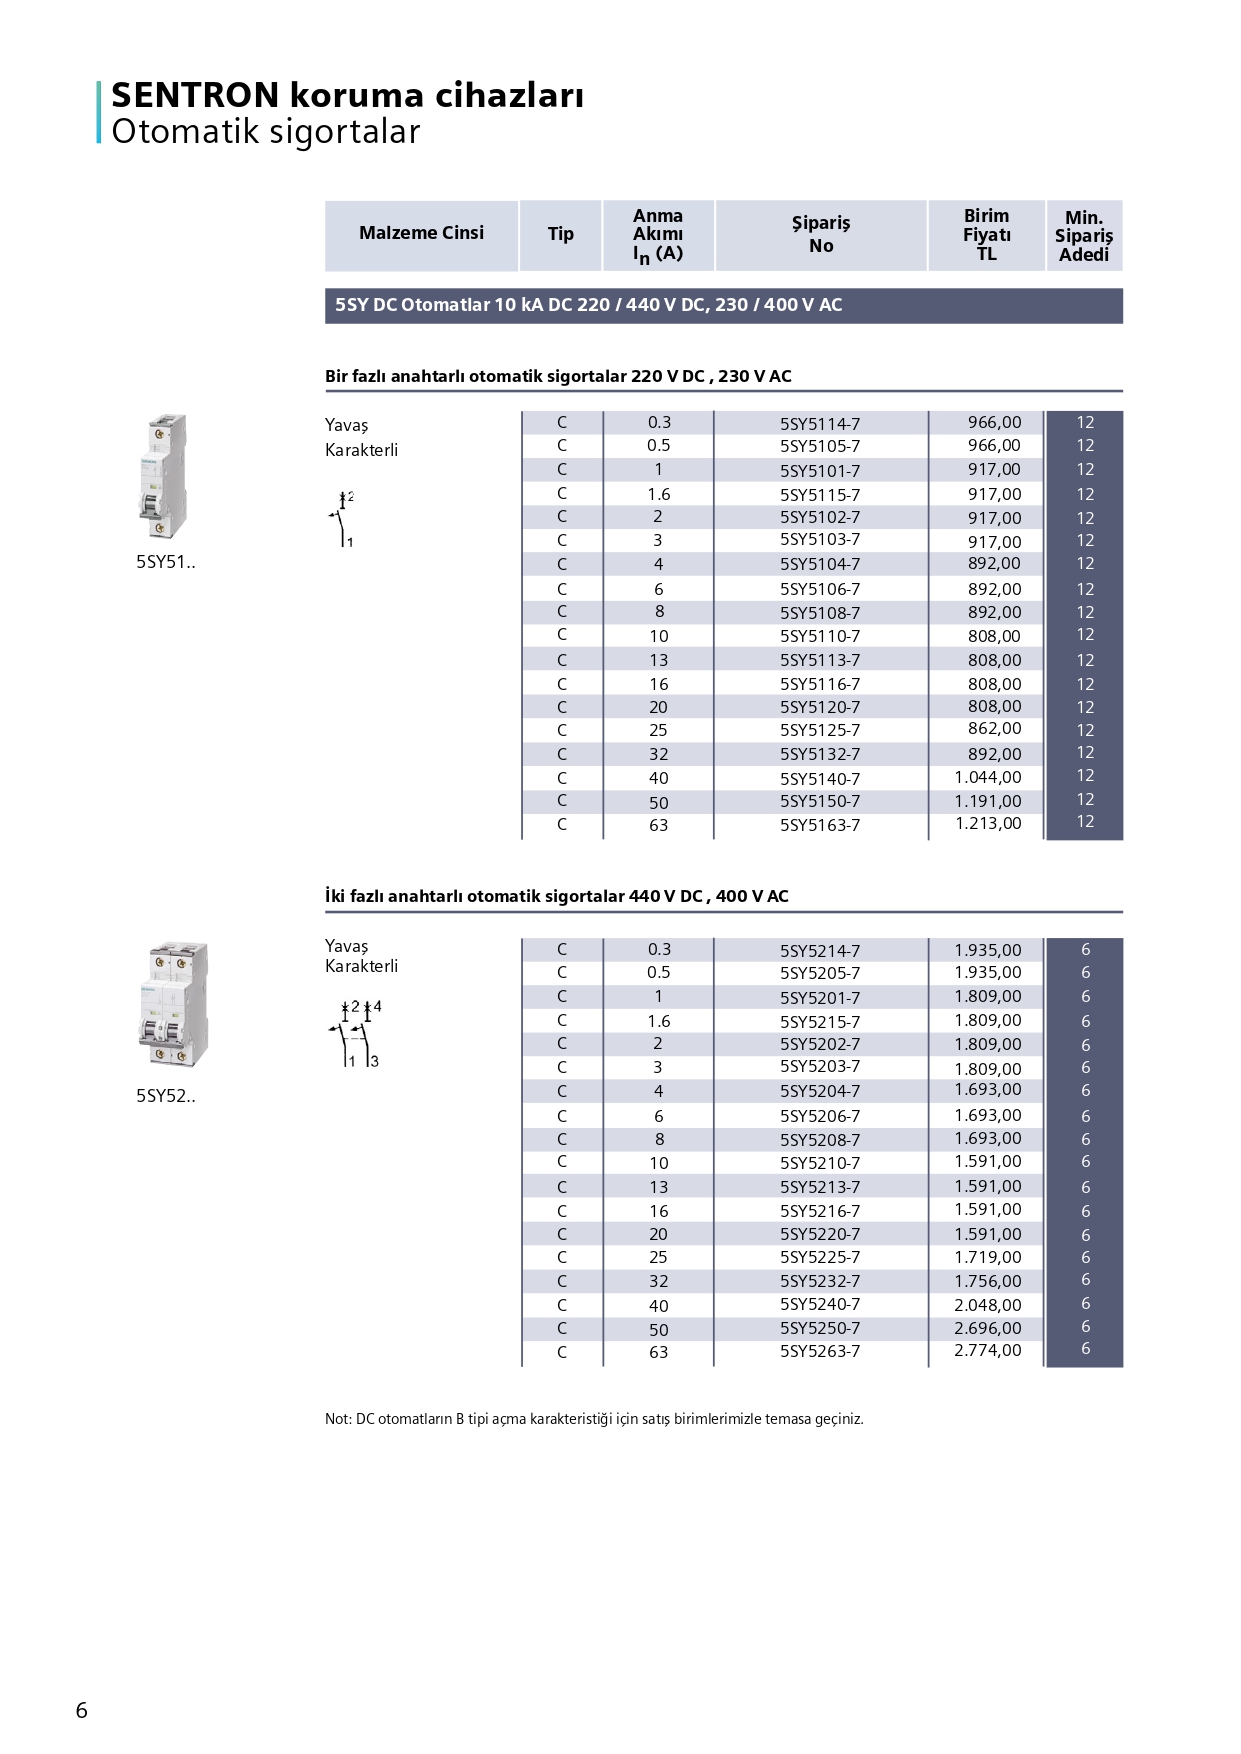 SENTRON koruma cihazları
Otomatik sigortalar
Malzeme Cinsi Tip Anma Akımı In (A) Şipariş No Birim Fiyatı TL Min. Sipariş Adedi
5SY DC Otomatlar 10 kA DC 220 / 440 V DC, 230 / 400 V AC
Bir fazlı anahtarlı otomatik sigortalar 220 V DC , 230 V AC
Yavaş
Karakterli
2
1
5SY51..
C 0.3 5SY5114-7 966,00 12
C 0.5 5SY5105-7 966,00 12
C 1 5SY5101-7 917,00 12
C 1.6 5SY5115-7 917,00 12
C 2 5SY5102-7 917,00 12
C 3 5SY5103-7 917,00 12
C 4 5SY5104-7 892,00 12
C 6 5SY5106-7 892,00 12
C 8 5SY5108-7 892,00 12
C 10 5SY5110-7 808,00 12
C 13 5SY5113-7 808,00 12
C 16 5SY5116-7 808,00 12
C 20 5SY5120-7 808,00 12
C 25 5SY5125-7 862,00 12
C 32 5SY5132-7 892,00 12
C 40 5SY5140-7 1.044,00 12
C 50 5SY5150-7 1.191,00 12
C 63 5SY5163-7 1.213,00 12
İki fazlı anahtarlı otomatik sigortalar 440 V DC , 400 V AC
Yavaş
Karakterli
2 4
1 3
5SY52..
C 0.3 5SY5214-7 1.935,00 6
C 0.5 5SY5205-7 1.935,00 6
C 1 5SY5201-7 1.809,00 6
C 1.6 5SY5215-7 1.809,00 6
C 2 5SY5202-7 1.809,00 6
C 3 5SY5203-7 1.809,00 6
C 4 5SY5204-7 1.693,00 6
C 6 5SY5206-7 1.693,00 6
C 8 5SY5208-7 1.693,00 6
C 10 5SY5210-7 1.591,00 6
C 13 5SY5213-7 1.591,00 6
C 16 5SY5216-7 1.591,00 6
C 20 5SY5220-7 1.591,00 6
C 25 5SY5225-7 1.719,00 6
C 32 5SY5232-7 1.756,00 6
C 40 5SY5240-7 2.048,00 6
C 50 5SY5250-7 2.696,00 6
C 63 5SY5263-7 2.774,00 6
Not: DC otomatların B tipi açma karakteristiği için satış birimlerimizle temasa geçiniz.
6